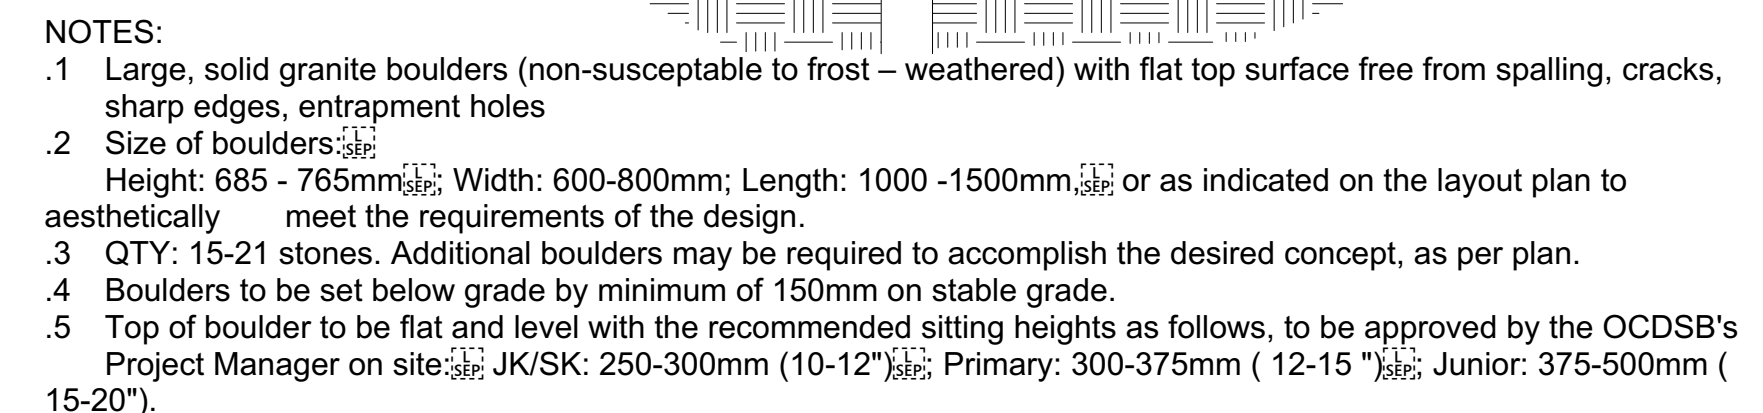 NOTES:
.1 Large, solid granite boulders (non-susceptable to frost – weathered) with flat top surface free from spalling, cracks,
sharp edges, entrapment holes
.2 Size of boulders:[L SEP]
Height: 685 - 765mm[L SEP]; Width: 600-800mm; Length: 1000 -1500mm,[L SEP] or as indicated on the layout plan to
aesthetically meet the requirements of the design.
.3 QTY: 15-21 stones. Additional boulders may be required to accomplish the desired concept, as per plan.
.4 Boulders to be set below grade by minimum of 150mm on stable grade.
.5 Top of boulder to be flat and level with the recommended sitting heights as follows, to be approved by the OCDSB's
Project Manager on site:[L SEP] JK/SK: 250-300mm (10-12")[L SEP]; Primary: 300-375mm ( 12-15 ")[L SEP]; Junior: 375-500mm (
15-20").